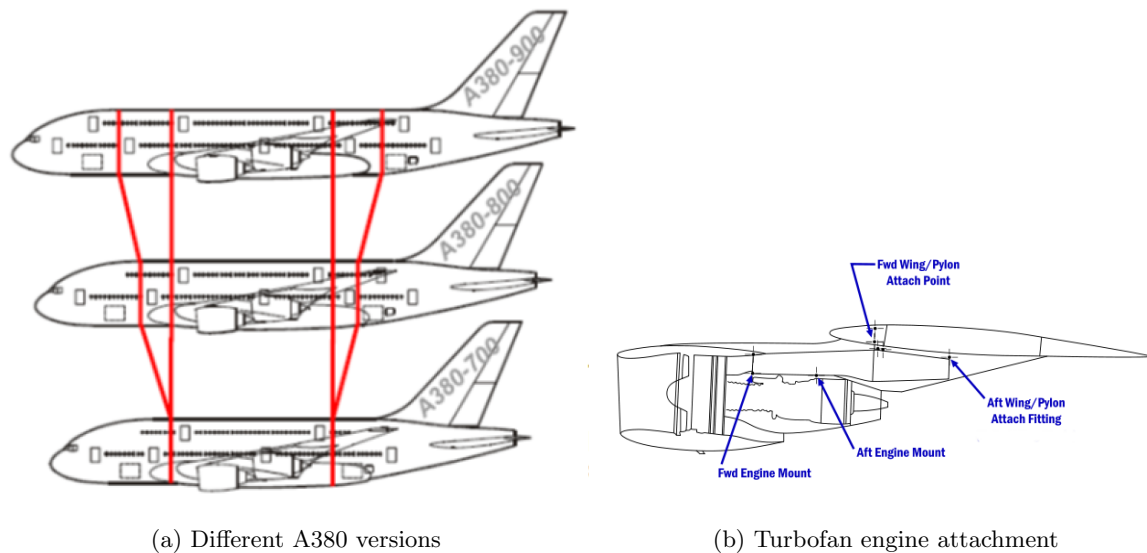 A380-900
A380-800
A380-700
Fwd Wing/Pylon
Attach Point
Aft Wing/Pylon
Attach Fitting
Aft Engine Mount
Fwd Engine Mount
(a) Different A380 versions
(b) Turbofan engine attachment